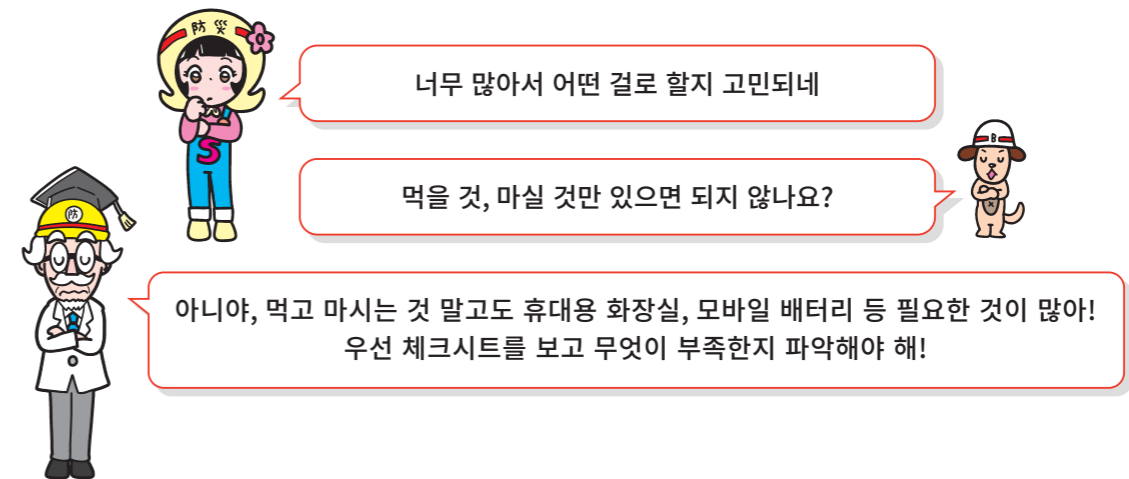 防災
너무 많아서 어떤 걸로 할지 고민되네
S
B
먹을 것, 마실 것만 있으면 되지 않나요?
防
아니야, 먹고 마시는 것 말고도 휴대용 화장실, 모바일 배터리 등 필요한 것이 많아!
우선 체크시트를 보고 무엇이 부족한지 파악해야 해!